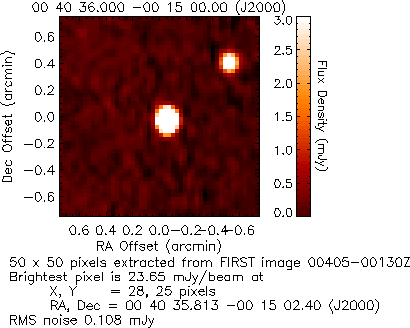 00 40 36.000 -00 15 00.00 (J2000)
0.6
0.4
0.2
0.0
-0.2
-0.4
-0.6
Dec Offset (arcmin)
0.6 0.4 0.2 0.0-0.2-0.4-0.6
RA Offset (arcmin)
3.0
2.5
2.0
1.5
1.0
0.5
0.0
Flux Density (mJy)
50 x 50 pixels extracted from FIRST image 00405-00130Z
Brightest pixel is 23.65 mJy/beam at
X, Y = 28, 25 pixels
RA, Dec = 00 40 35.813 -00 15 02.40 (J2000)
RMS noise 0.108 mJy